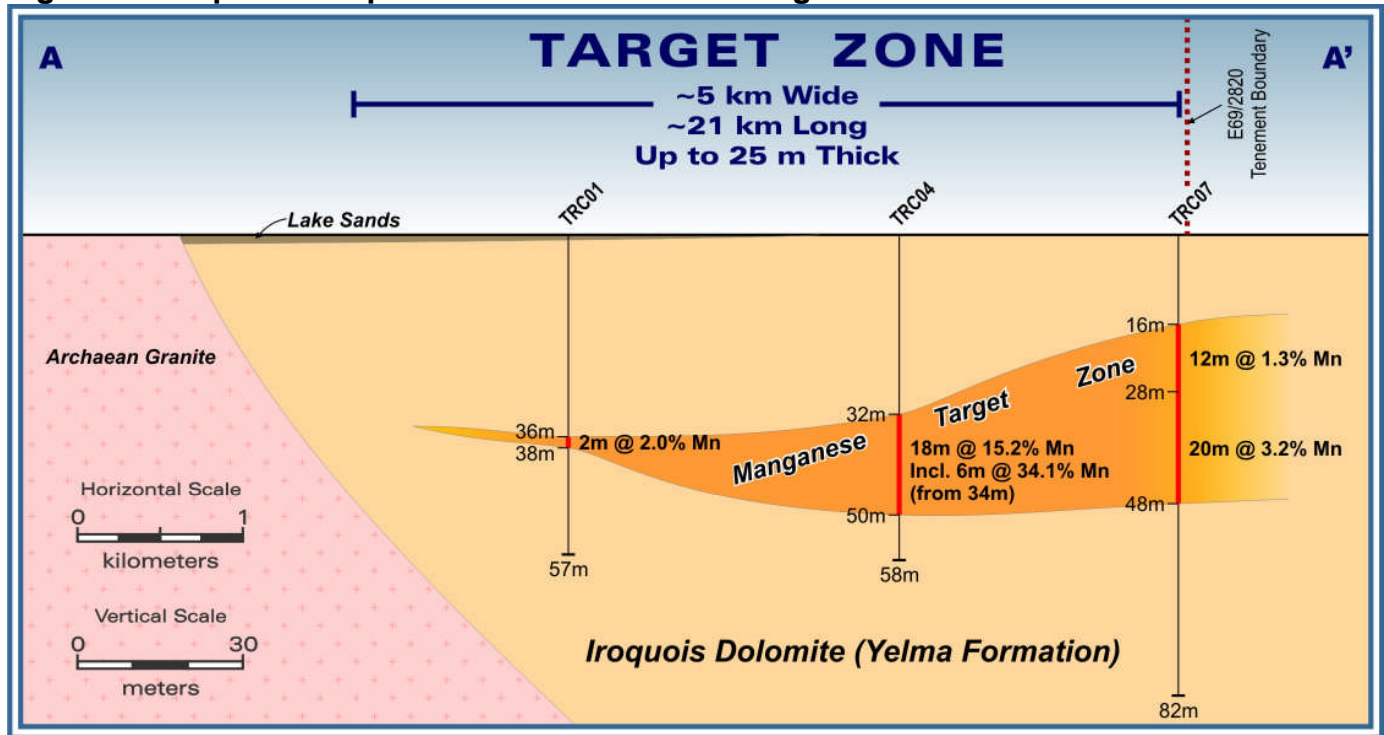 A
TARGET ZONE
A’
~5 km Wide
~21 km Long
Up to 25 m Thick
E69/2820
Tenement Boundary
TRC01
TRC04
TRC07
Lake Sands
Archaean Granite
16m
12m @ 1.3% Mn
28m
20m @ 3.2% Mn
48m
32m
Manganese Target Zone
18m @ 15.2% Mn
Incl. 6m @ 34.1% Mn
(from 34m)
50m
36m
2m @ 2.0% Mn
38m
57m
58m
82m
Horizontal Scale
0 1
kilometers
Vertical Scale
0 30
meters
Iroquois Dolomite (Yelma Formation)